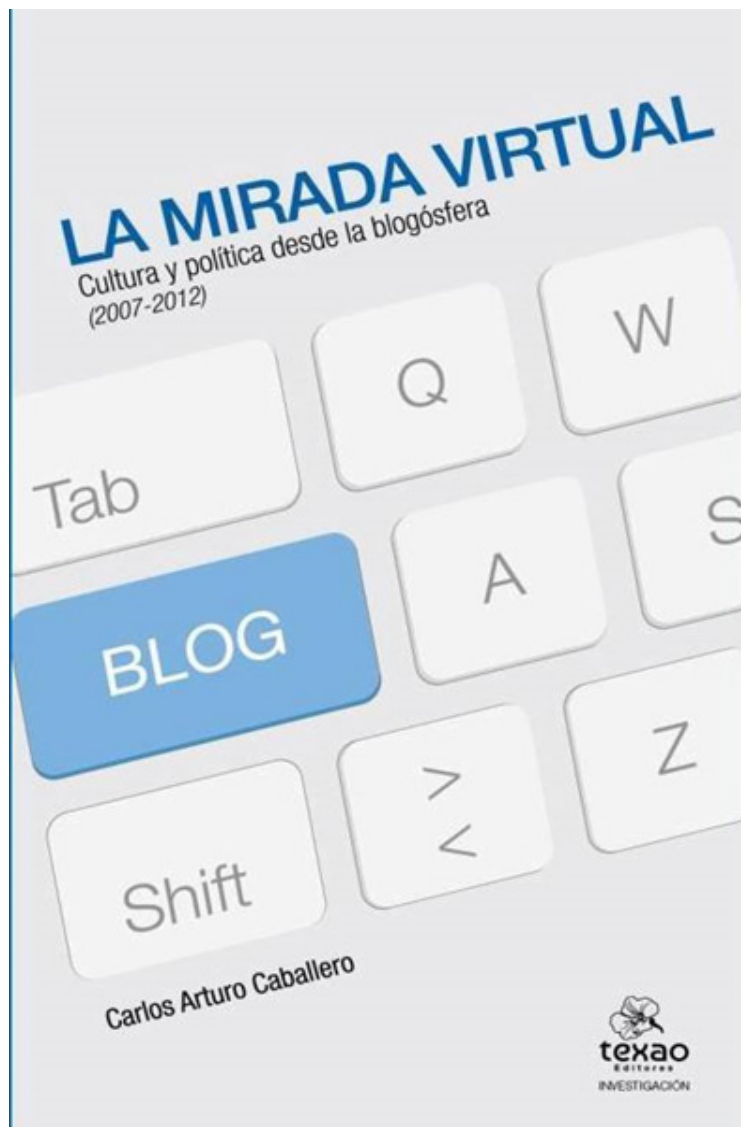 LA MIRADA VIRTUAL
Cultura y política desde la blogósfera
(2007-2012)
Q
W
Tab
A
S
BLOG
>
<
Z
Shift
Carlos Arturo Caballero
texao
Editores
INVESTIGACIÓN